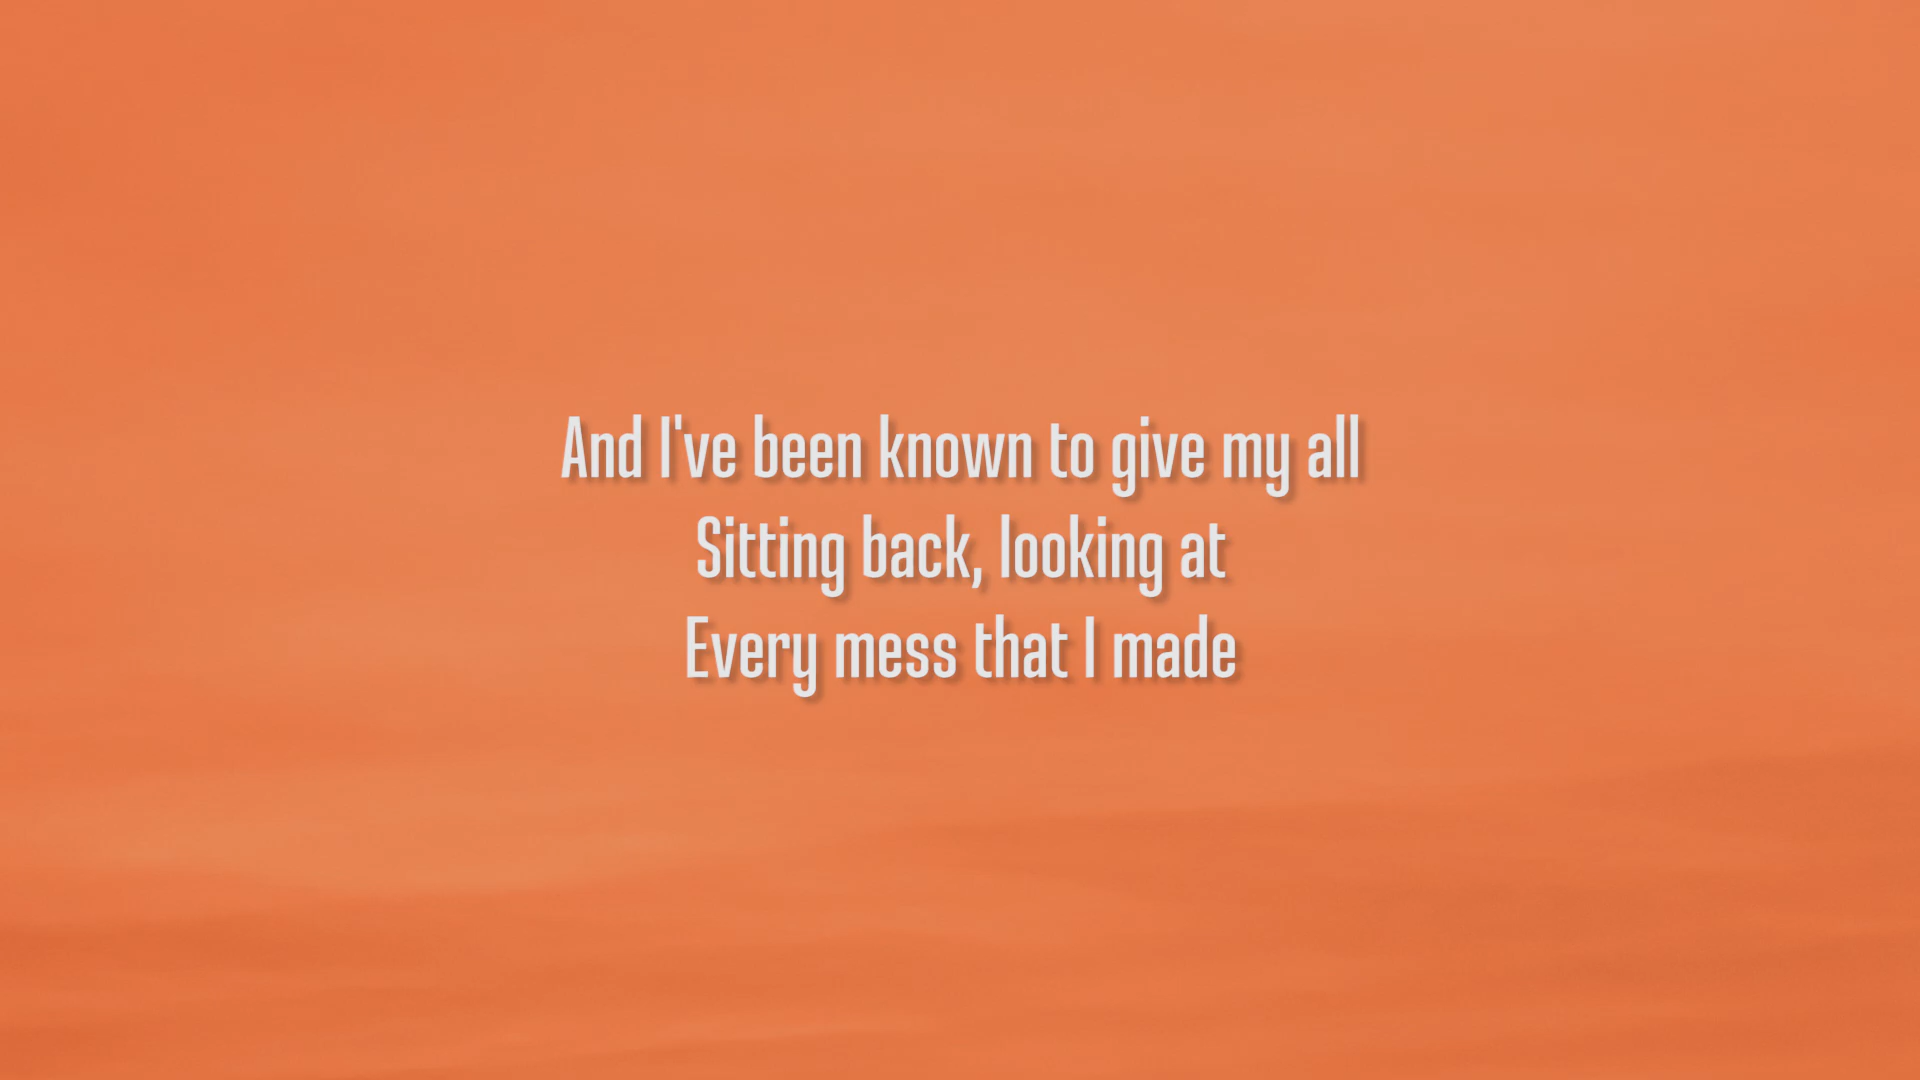 And I've been known to give my all
Sitting back, looking at
Every mess that I made